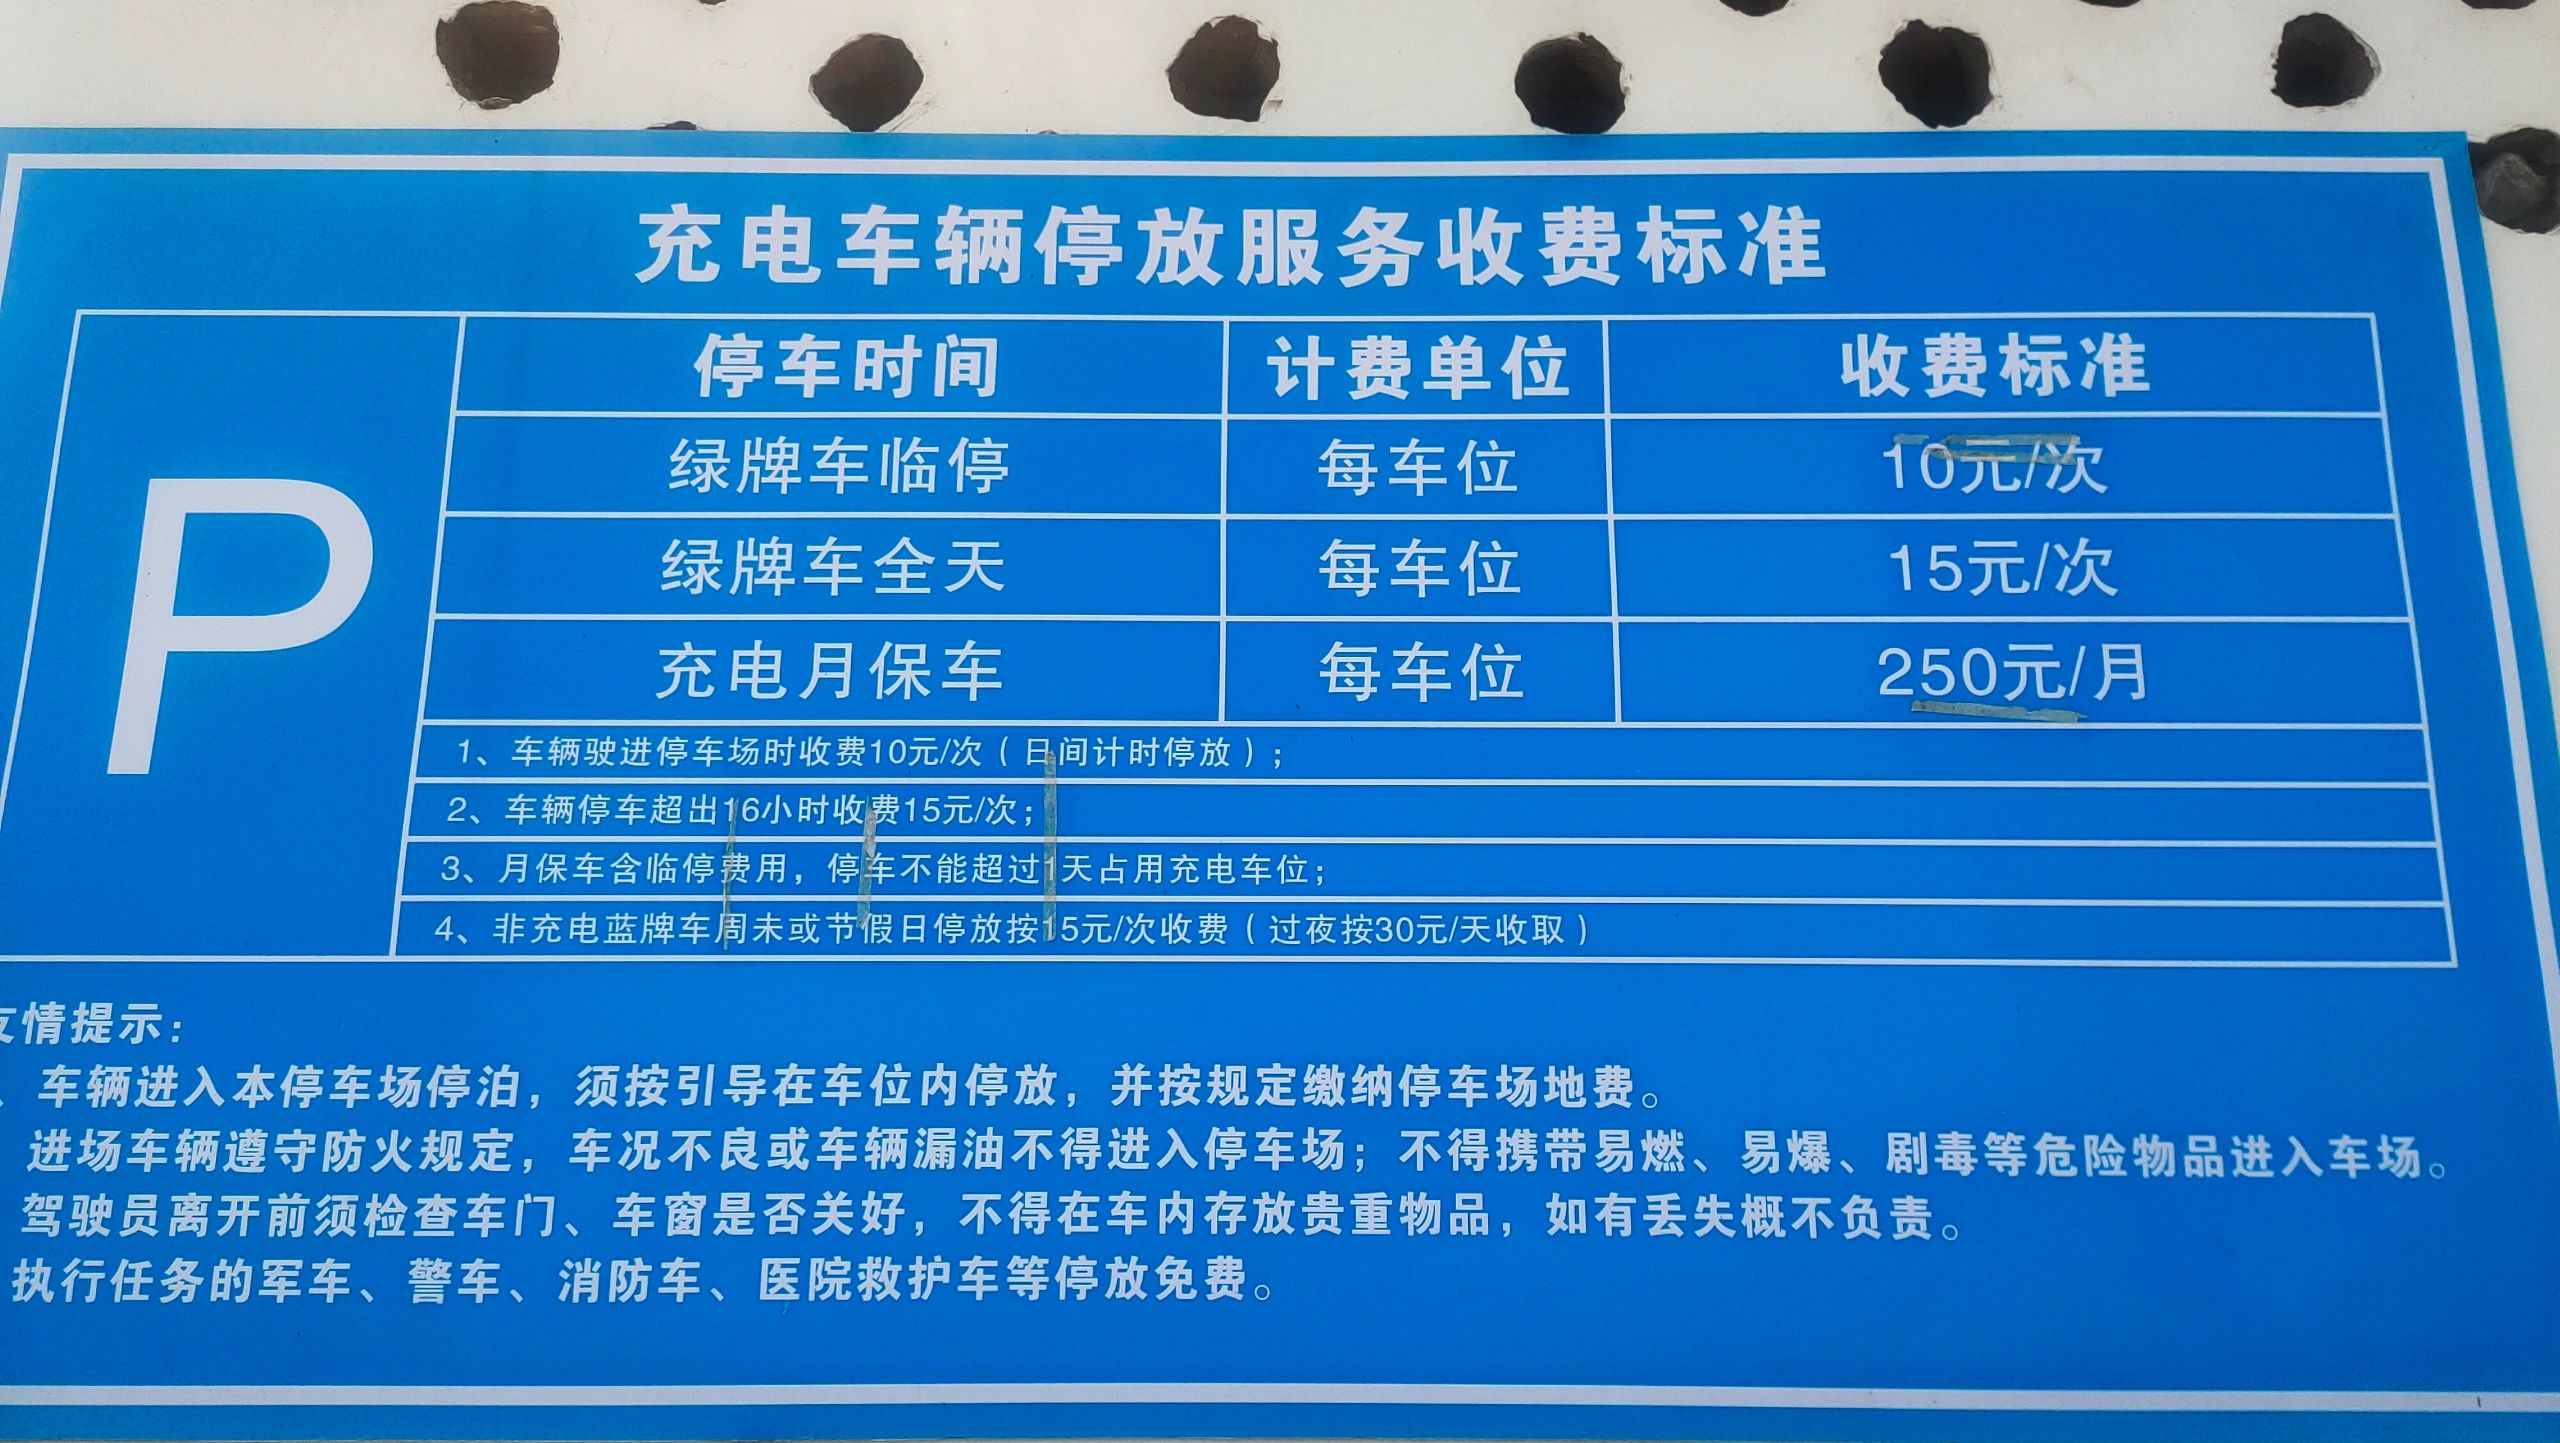 充电车辆停放服务收费标准
P
停车时间 计费单位 收费标准
绿牌车临停 每车位 10元/次
绿牌车全天 每车位 15元/次
充电月保车 每车位 250元/月
1、车辆驶进停车场时收费10元/次（日间计时停放）；
2、车辆停车超出16小时收费15元/次；
3、月保车含临停费用，停车不能超过1天占用充电车位；
4、非充电蓝牌车周未或节假日停放按15元/次收费（过夜按30元/天收取）
友情提示：
、车辆进入本停车场停泊，须按引导在车位内停放，并按规定缴纳停车场地费。
进场车辆遵守防火规定，车况不良或车辆漏油不得进入停车场；不得携带易燃、易爆、剧毒等危险物品进入车场。
驾驶员离开前须检查车门、车窗是否关好，不得在车内存放贵重物品，如有丢失概不负责。
执行任务的军车、警车、消防车、医院救护车等停放免费。